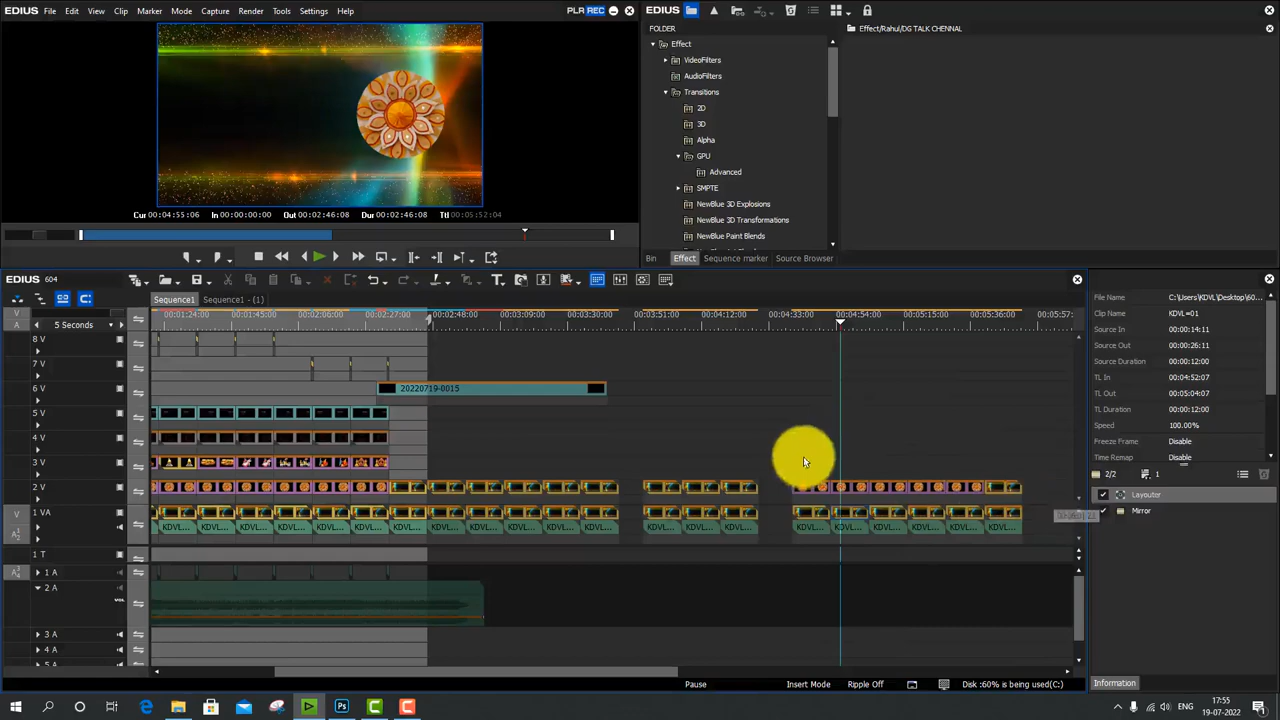 EDIUS File Edit View Clip Marker Mode Capture Render Tools Settings Help PLR REC
Cur 00:04:55:06 In 00:00:00:00 Out 00:02:46:08 Dur 00:02:46:08 Ttl 00:05:52:04
EDIUS
FOLDER
Effect/Rahul/DG TALK CHENNAL
Effect
VideoFilters
AudioFilters
Transitions
2D
3D
Alpha
GPU
Advanced
SMPTE
NewBlue 3D Explosions
NewBlue 3D Transformations
NewBlue Paint Blends
Bin Effect Sequence marker Source Browser
EDIUS 604
Sequence1 Sequence1 - (1)
V
A
5 Seconds
00:01:24:00 00:01:45:00 00:02:06:00 00:02:27:00 00:02:48:00 00:03:09:00 00:03:30:00 00:03:51:00 00:04:12:00 00:04:33:00 00:04:54:00 00:05:15:00 00:05:36:00 00:05:57:
8 V
7 V
6 V 20220719-0015
5 V
4 V
3 V
2 V
V 1 VA
KDVL... KDVL... KDVL... KDVL... KDVL... KDVL... KDVL... KDVL... KDVL... KDVL... KDVL... KDVL... KDVL... KDVL... KDVL... KDVL... KDVL... KDVL... KDVL... KDVL... KDVL...
1 T
1 A
2 A
VOL
3 A
4 A
File Name C:\Users\KDVL\Desktop\60...
Clip Name KDVL=01
Source In 00:00:14:11
Source Out 00:00:26:11
Source Duration 00:00:12:00
TL In 00:04:52:07
TL Out 00:05:04:07
TL Duration 00:00:12:00
Speed 100.00%
Freeze Frame Disable
Time Remap Disable
2/2 1
Layouter
Mirror
Information
Pause Insert Mode Ripple Off Disk :60% is being used(C:)
ENG 17:55
19-07-2022